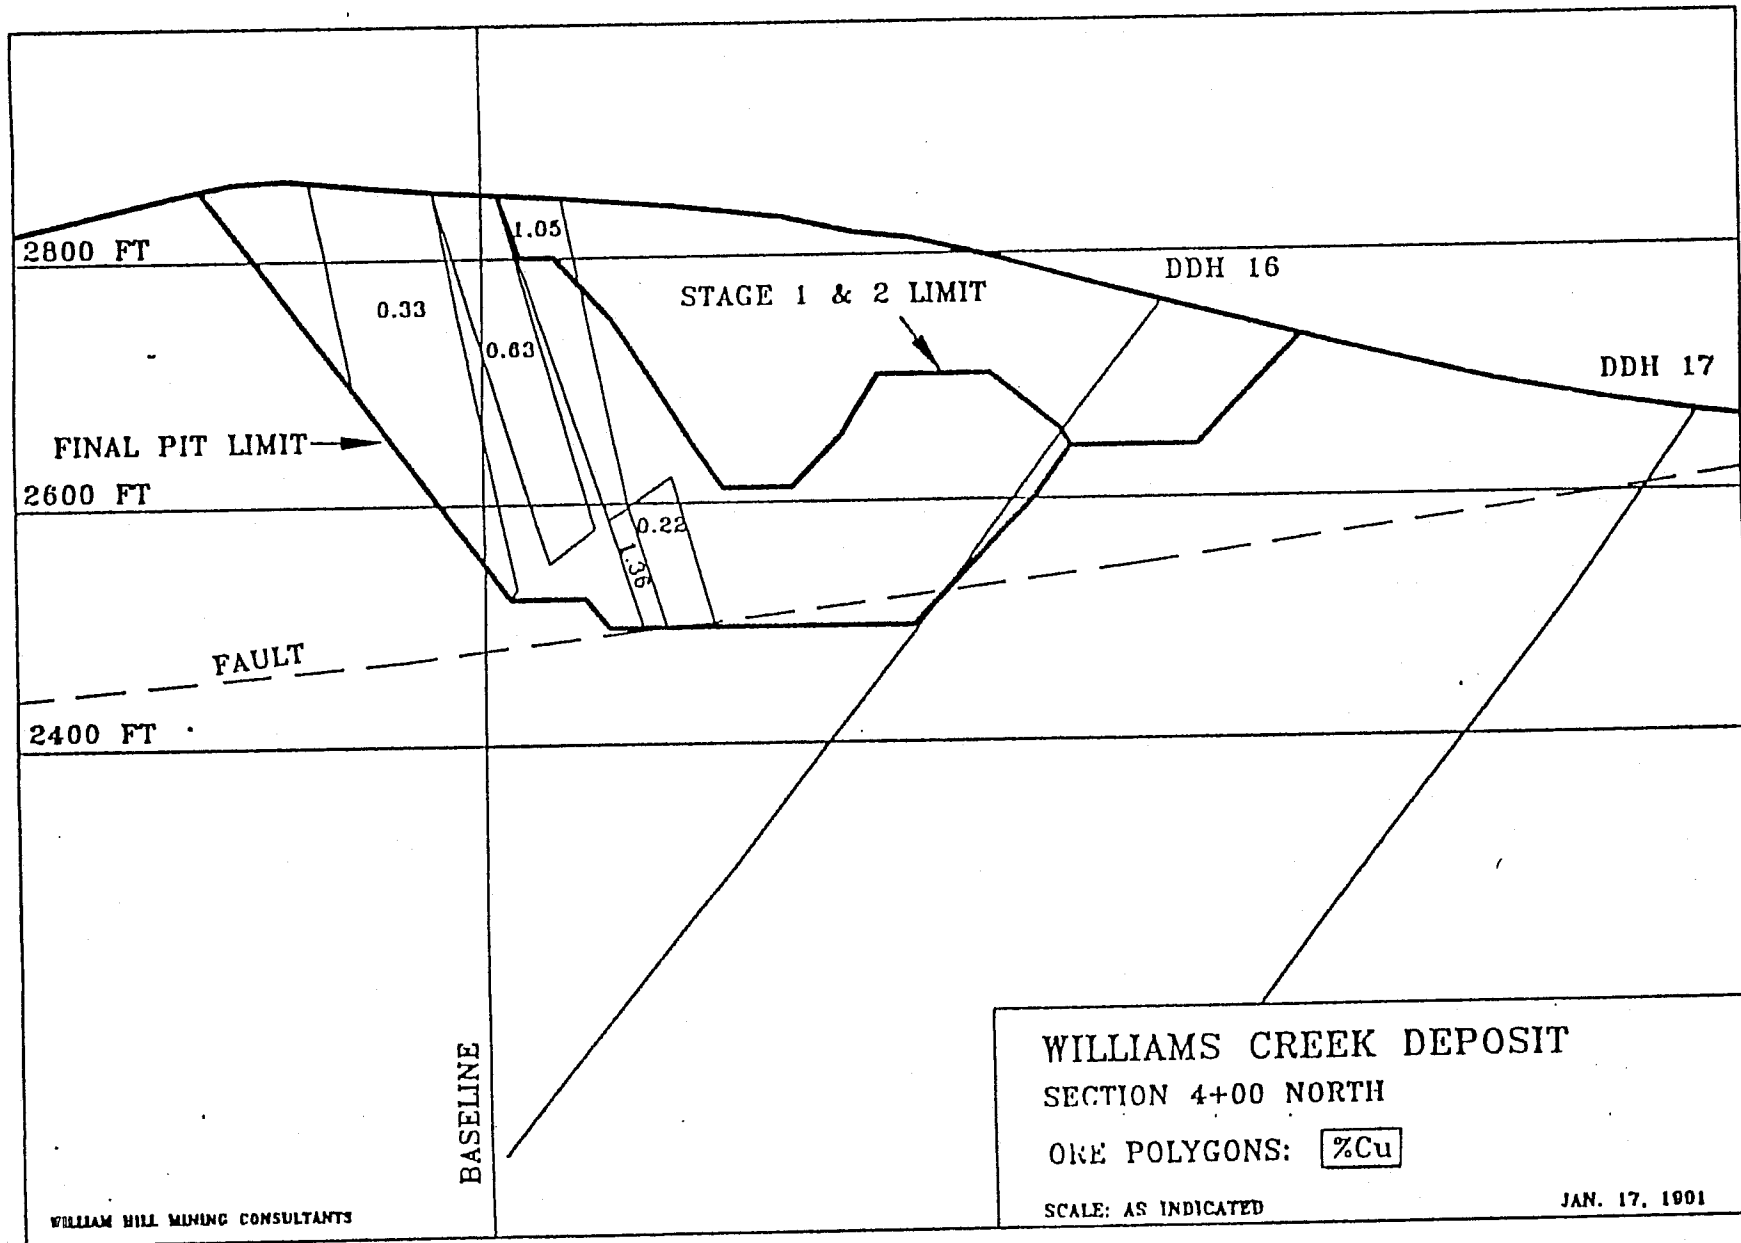 1.05
2800 FT
DDH 16
STAGE 1 & 2 LIMIT
0.33
0.63
DDH 17
FINAL PIT LIMIT
2600 FT
0.22
1.36
FAULT
2400 FT
BASELINE
WILLIAMS CREEK DEPOSIT
SECTION 4+00 NORTH
ORE POLYGONS: %Cu
SCALE: AS INDICATED
JAN. 17, 1901
WILLIAM HILL MINING CONSULTANTS